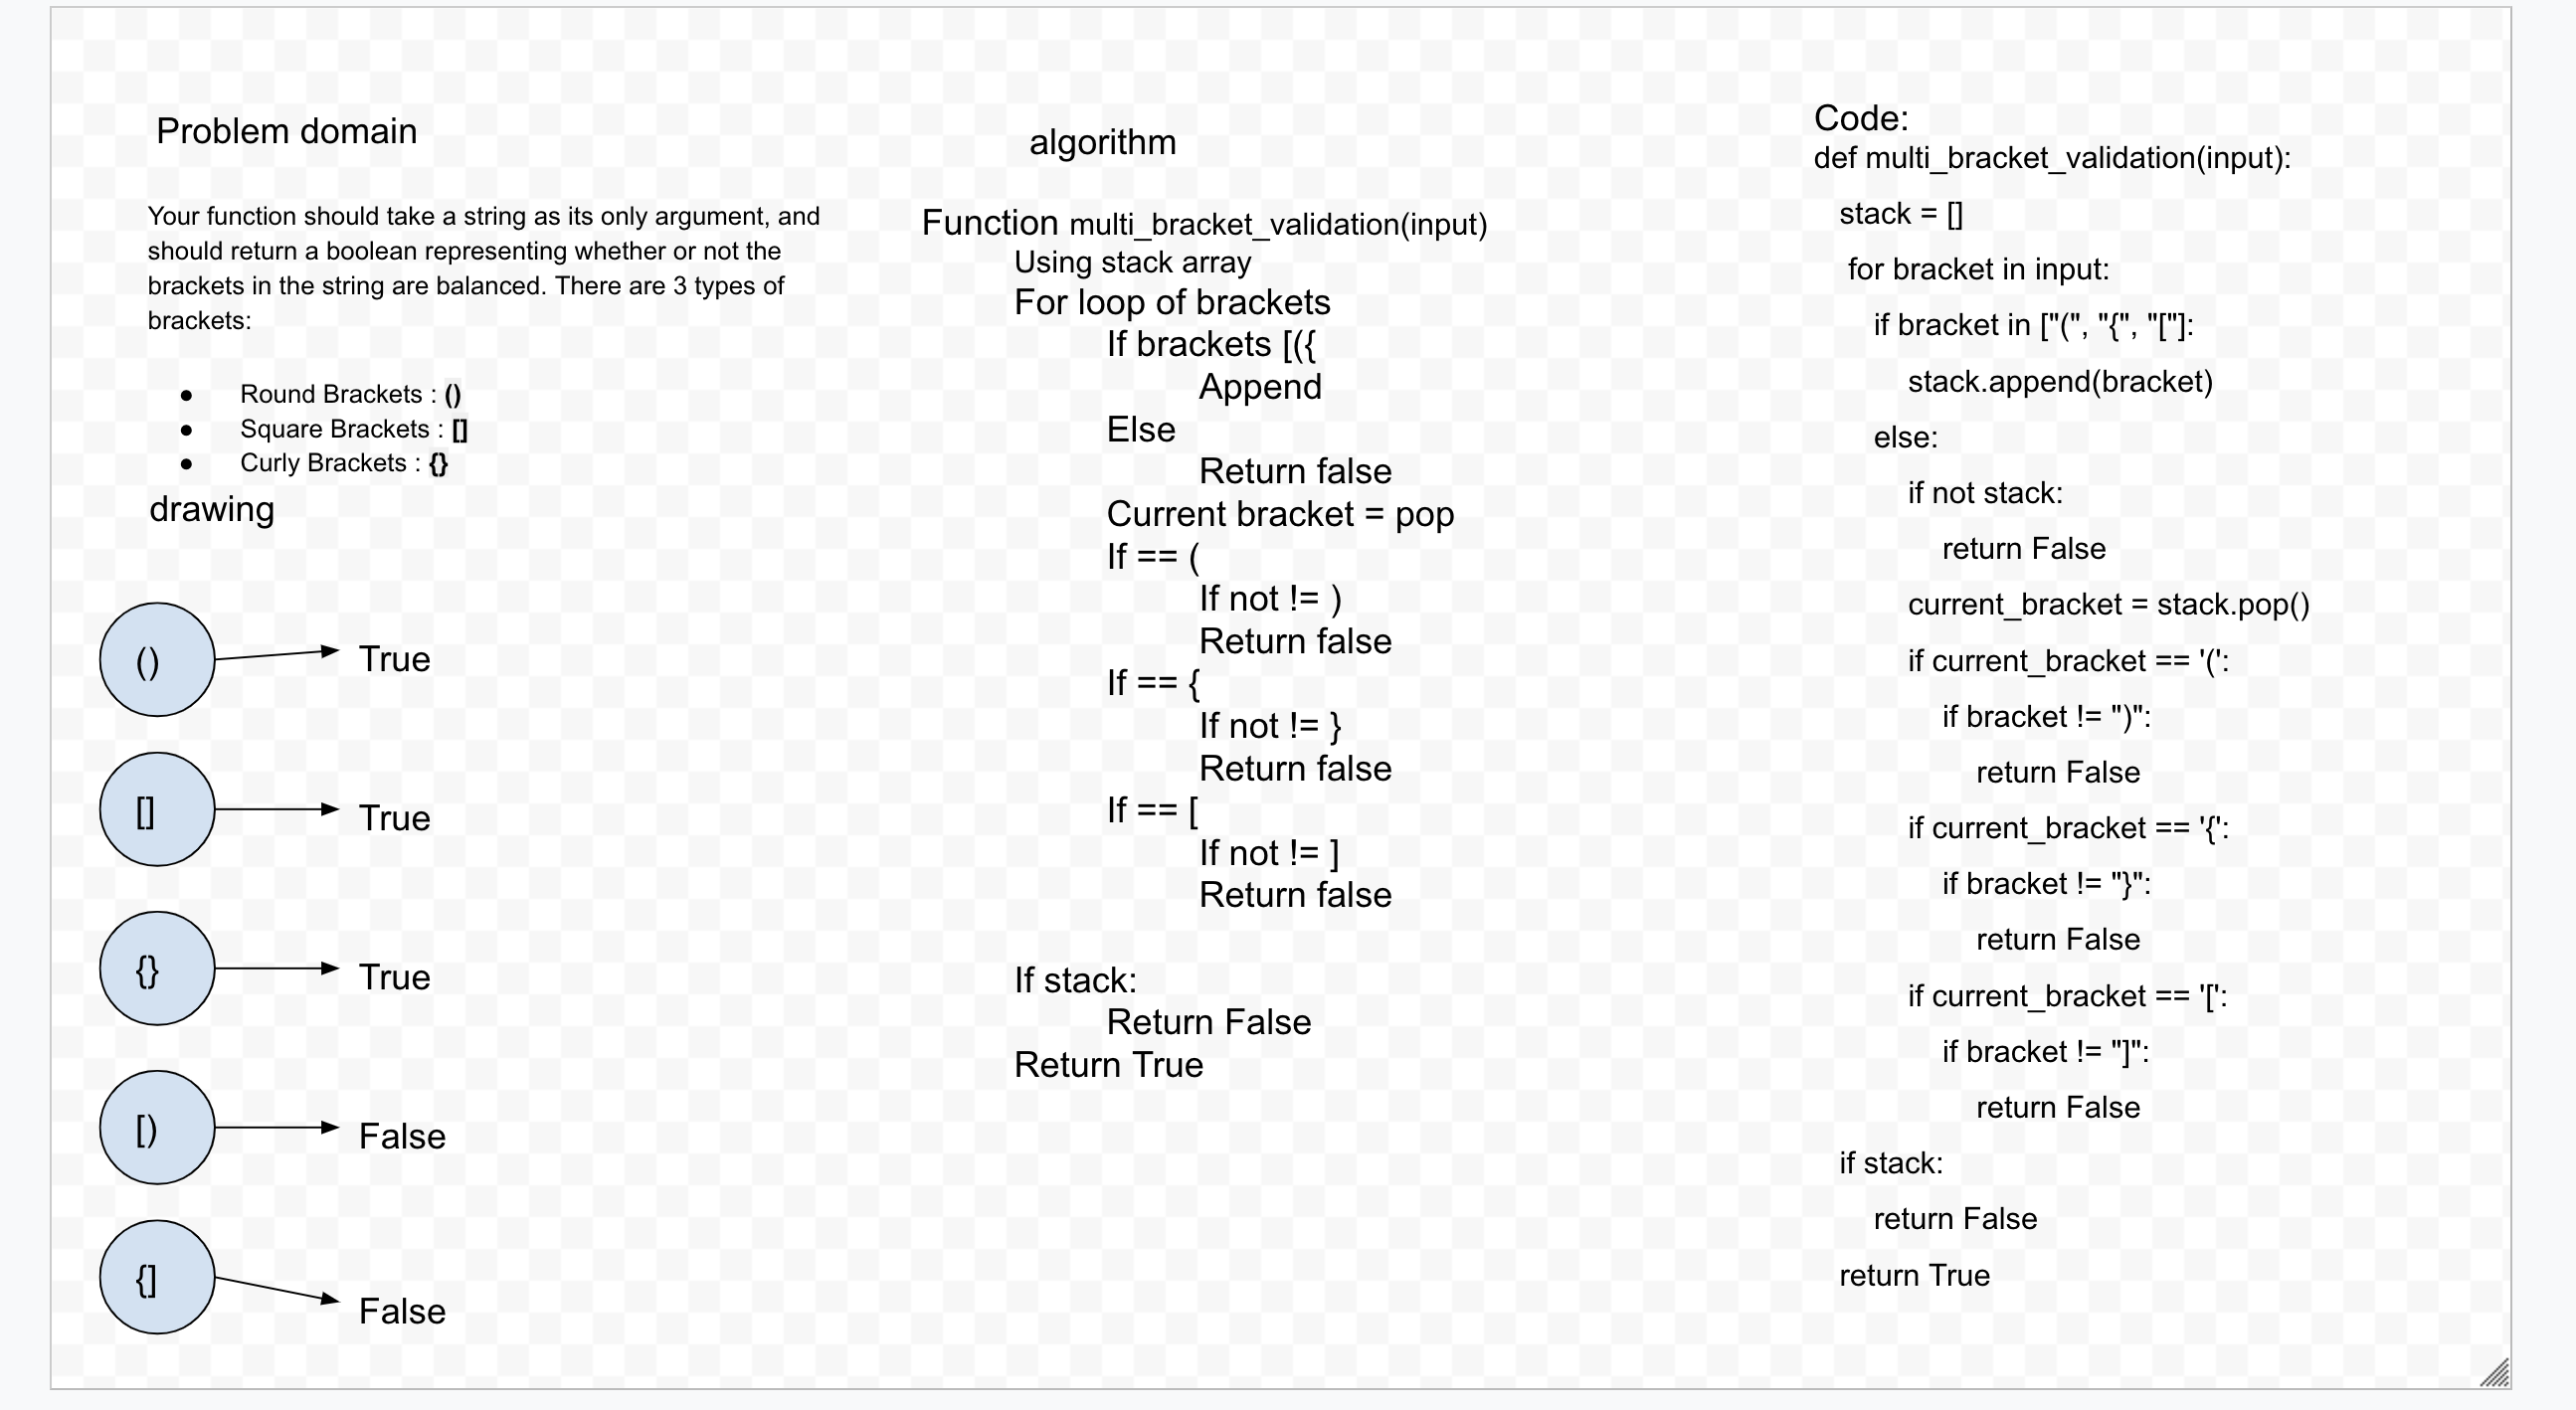 Problem domain
Your function should take a string as its only argument, and
should return a boolean representing whether or not the
brackets in the string are balanced. There are 3 types of
brackets:
● Round Brackets : ()
● Square Brackets : []
● Curly Brackets : {}
drawing
() True
[] True
{} True
[) False
{] False
algorithm
Function multi_bracket_validation(input)
Using stack array
For loop of brackets
If brackets [({
Append
Else
Return false
Current bracket = pop
If == (
If not != )
Return false
If == {
If not != }
Return false
If == [
If not != ]
Return false
If stack:
Return False
Return True
Code:
def multi_bracket_validation(input):
stack = []
for bracket in input:
if bracket in ["(", "{", "["]:
stack.append(bracket)
else:
if not stack:
return False
current_bracket = stack.pop()
if current_bracket == '(':
if bracket != ")":
return False
if current_bracket == '{':
if bracket != "}":
return False
if current_bracket == '[':
if bracket != "]":
return False
if stack:
return False
return True